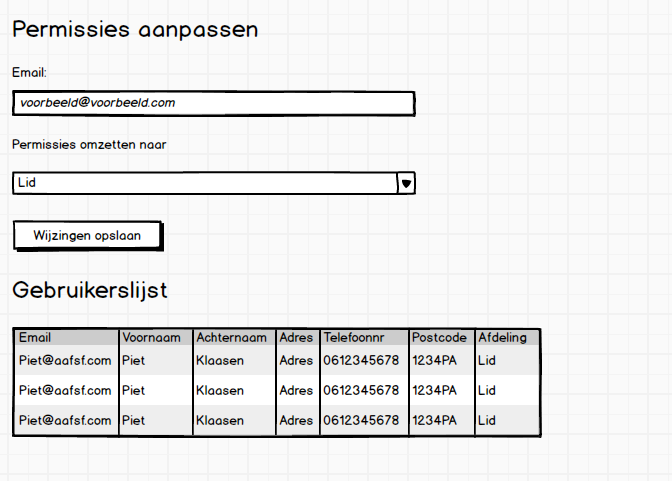 Permissies aanpassen
Email:
voorbeeld@voorbeeld.com
Permissies omzetten naar
Lid
Wijzingen opslaan
Gebruikerslijst
Email Voornaam Achternaam Adres Telefoonnr Postcode Afdeling
Piet@aafsf.com Piet Klaasen Adres 0612345678 1234PA Lid
Piet@aafsf.com Piet Klaasen Adres 0612345678 1234PA Lid
Piet@aafsf.com Piet Klaasen Adres 0612345678 1234PA Lid